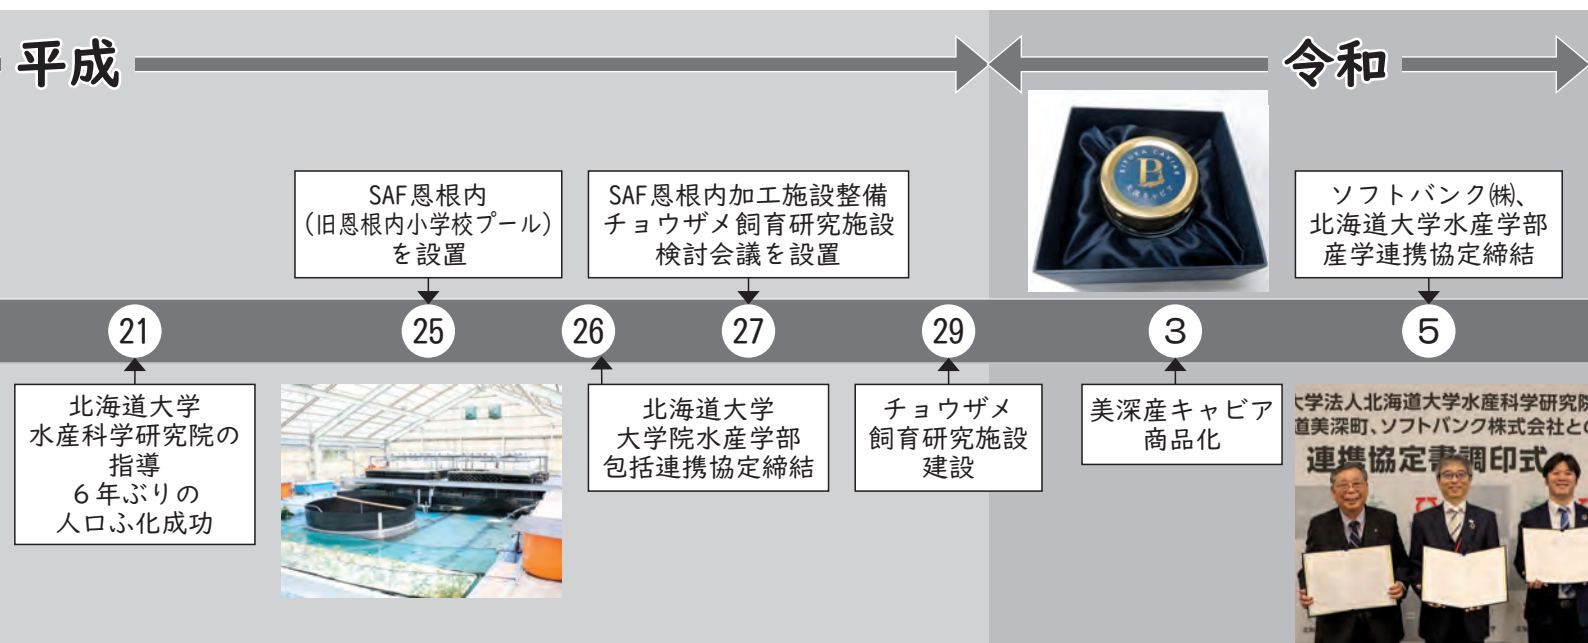 平成
令和
SAF恩根内
(旧恩根内小学校プール)
を設置
SAF恩根内加工施設整備
チョウザメ飼育研究施設
検討会議を設置
BIFUKA CAVIAR
美深キャビア
ソフトバンク㈱、
北海道大学水産学部
産学連携協定締結
21
25
26
27
29
3
5
北海道大学
水産科学研究院の
指導
6年ぶりの
人口ふ化成功
北海道大学
大学院水産学部
包括連携協定締結
チョウザメ
飼育研究施設
建設
美深産キャビア
商品化
大学法人北海道大学水産科学研究院
道美深町、ソフトバンク株式会社との
連携協定書調印式